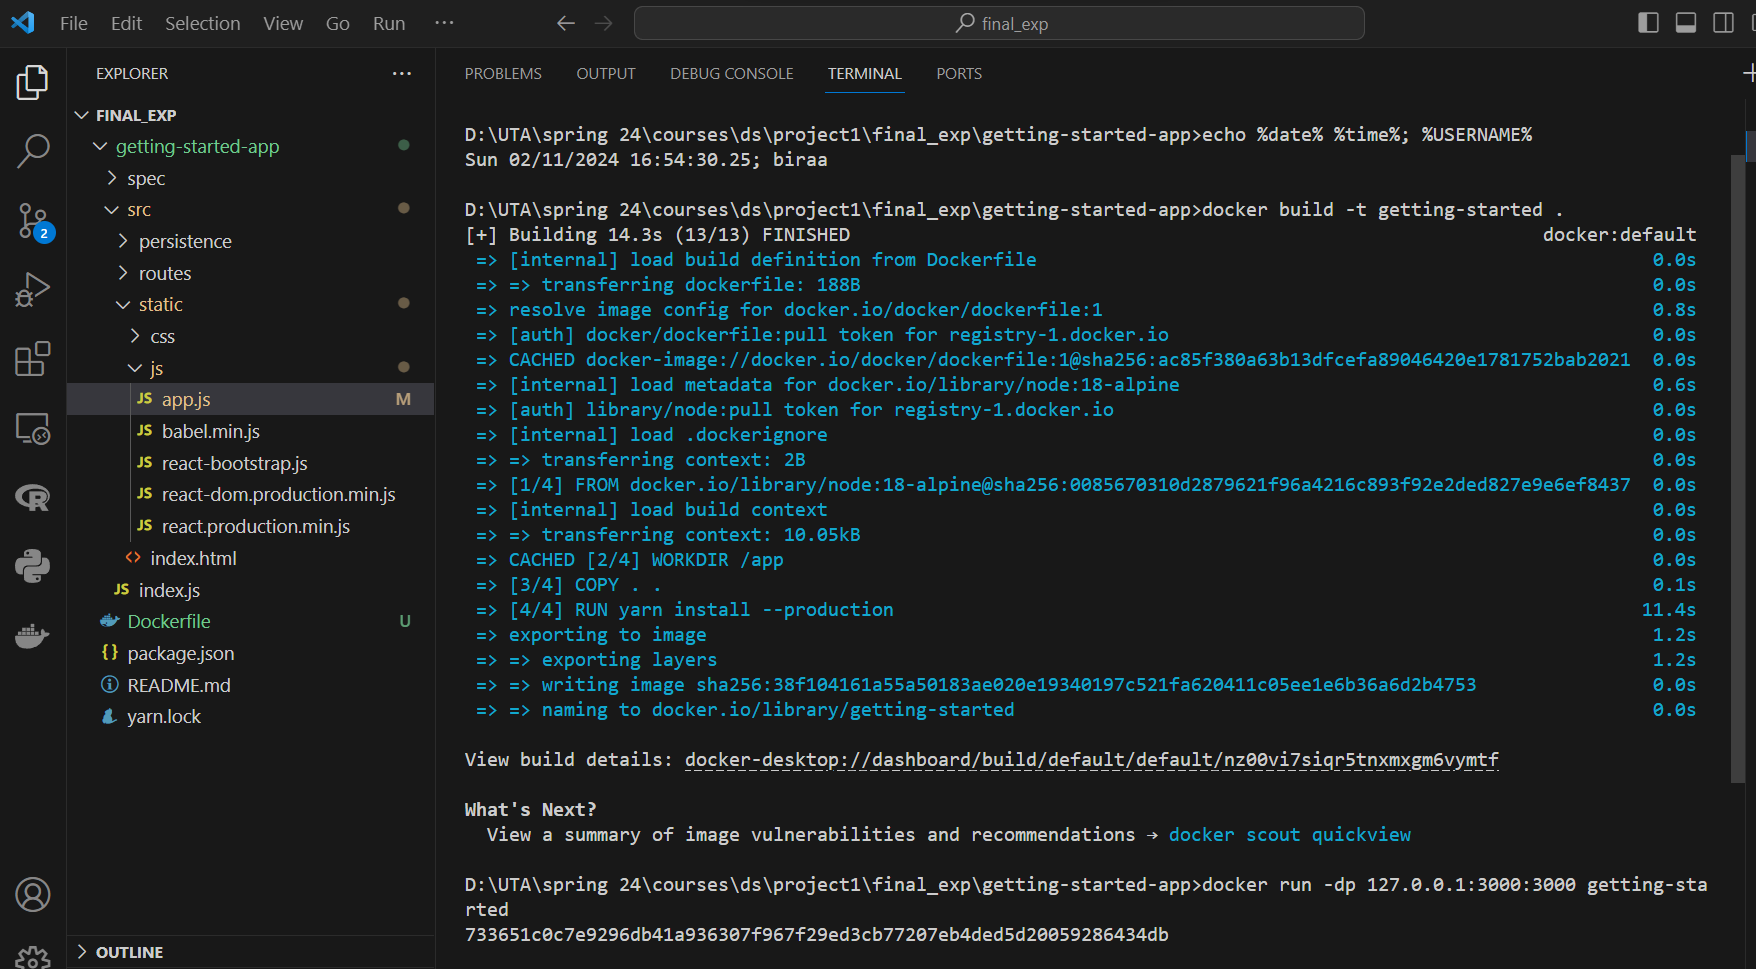 File Edit Selection View Go Run ···
final_exp
EXPLORER ···
FINAL_EXP
getting-started-app
spec
src
2
persistence
routes
static
css
js
JS app.js M
JS babel.min.js
JS react-bootstrap.js
JS react-dom.production.min.js
JS react.production.min.js
<> index.html
JS index.js
Dockerfile U
{} package.json
README.md
yarn.lock
OUTLINE
PROBLEMS OUTPUT DEBUG CONSOLE TERMINAL PORTS
D:\UTA\spring 24\courses\ds\project1\final_exp\getting-started-app>echo %date% %time%; %USERNAME%
Sun 02/11/2024 16:54:30.25; biraa
D:\UTA\spring 24\courses\ds\project1\final_exp\getting-started-app>docker build -t getting-started .
[+] Building 14.3s (13/13) FINISHED docker:default
=> [internal] load build definition from Dockerfile 0.0s
=> => transferring dockerfile: 188B 0.0s
=> resolve image config for docker.io/docker/dockerfile:1 0.8s
=> [auth] docker/dockerfile:pull token for registry-1.docker.io 0.0s
=> CACHED docker-image://docker.io/docker/dockerfile:1@sha256:ac85f380a63b13dfcefa89046420e1781752bab2021 0.0s
=> [internal] load metadata for docker.io/library/node:18-alpine 0.6s
=> [auth] library/node:pull token for registry-1.docker.io 0.0s
=> [internal] load .dockerignore 0.0s
=> => transferring context: 2B 0.0s
=> [1/4] FROM docker.io/library/node:18-alpine@sha256:0085670310d2879621f96a4216c893f92e2ded827e9e6ef8437 0.0s
=> [internal] load build context 0.0s
=> => transferring context: 10.05kB 0.0s
=> CACHED [2/4] WORKDIR /app 0.0s
=> [3/4] COPY . . 0.1s
=> [4/4] RUN yarn install --production 11.4s
=> exporting to image 1.2s
=> => exporting layers 1.2s
=> => writing image sha256:38f104161a55a50183ae020e19340197c521fa620411c05ee1e6b36a6d2b4753 0.0s
=> => naming to docker.io/library/getting-started 0.0s
View build details: docker-desktop://dashboard/build/default/default/nz00vi7siqr5tnxmxgm6vymtf
What's Next?
View a summary of image vulnerabilities and recommendations → docker scout quickview
D:\UTA\spring 24\courses\ds\project1\final_exp\getting-started-app>docker run -dp 127.0.0.1:3000:3000 getting-sta
rted
733651c0c7e9296db41a936307f967f29ed3cb77207eb4ded5d20059286434db